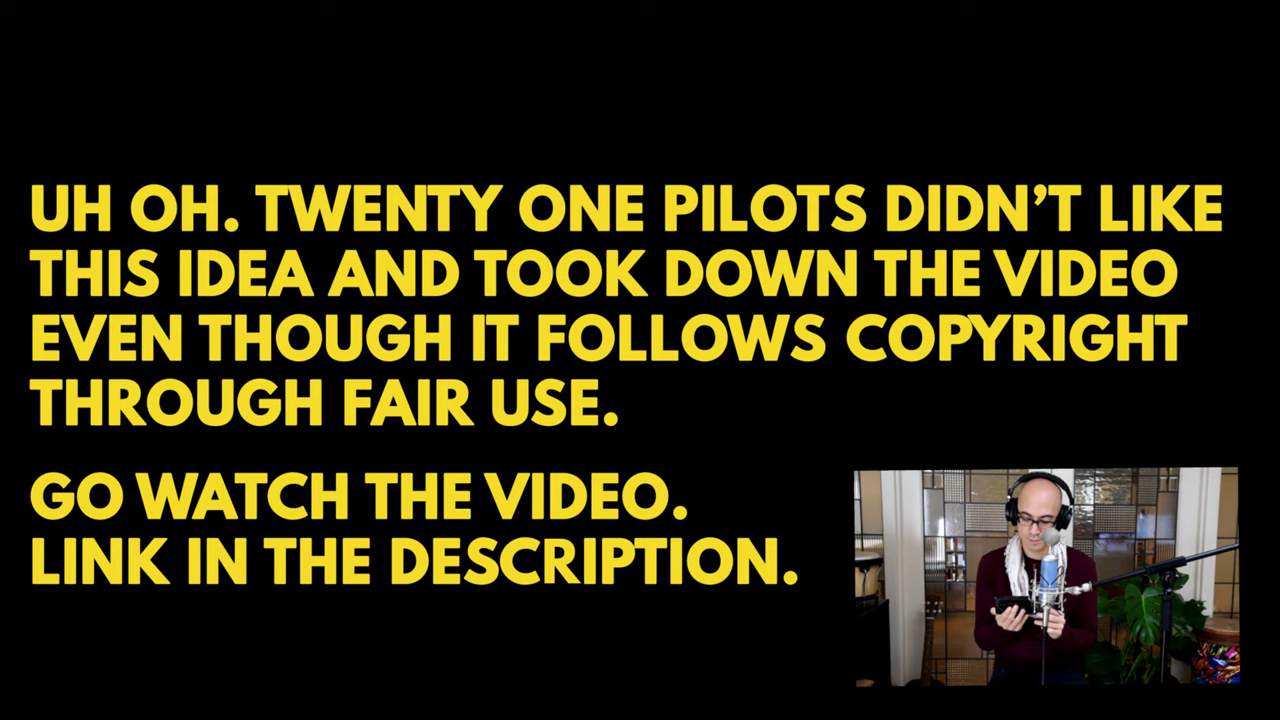 UH OH. TWENTY ONE PILOTS DIDN’T LIKE
THIS IDEA AND TOOK DOWN THE VIDEO
EVEN THOUGH IT FOLLOWS COPYRIGHT
THROUGH FAIR USE.
GO WATCH THE VIDEO.
LINK IN THE DESCRIPTION.